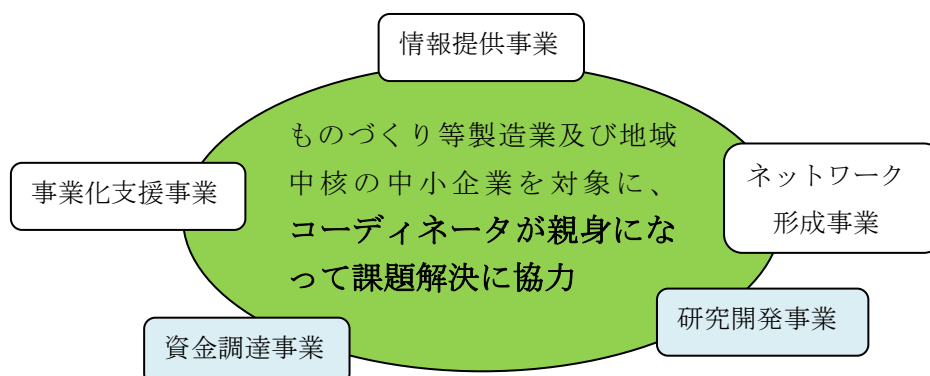 情報提供事業
ものづくり等製造業及び地域
中核の中小企業を対象に、
コーディネータが親身にな
って課題解決に協力
事業化支援事業
ネットワーク
形成事業
資金調達事業
研究開発事業